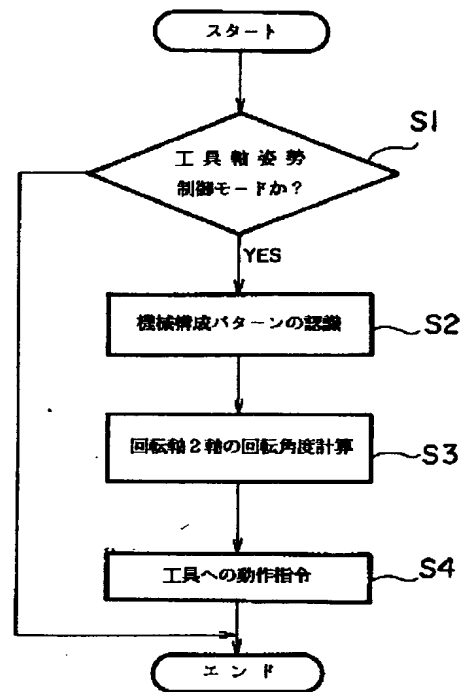 スタート
S1
工具軸姿勢
制御モードか?
YES
機械構成パターンの認識
S2
回転軸2軸の回転角度計算
S3
工具への動作指令
S4
エンド